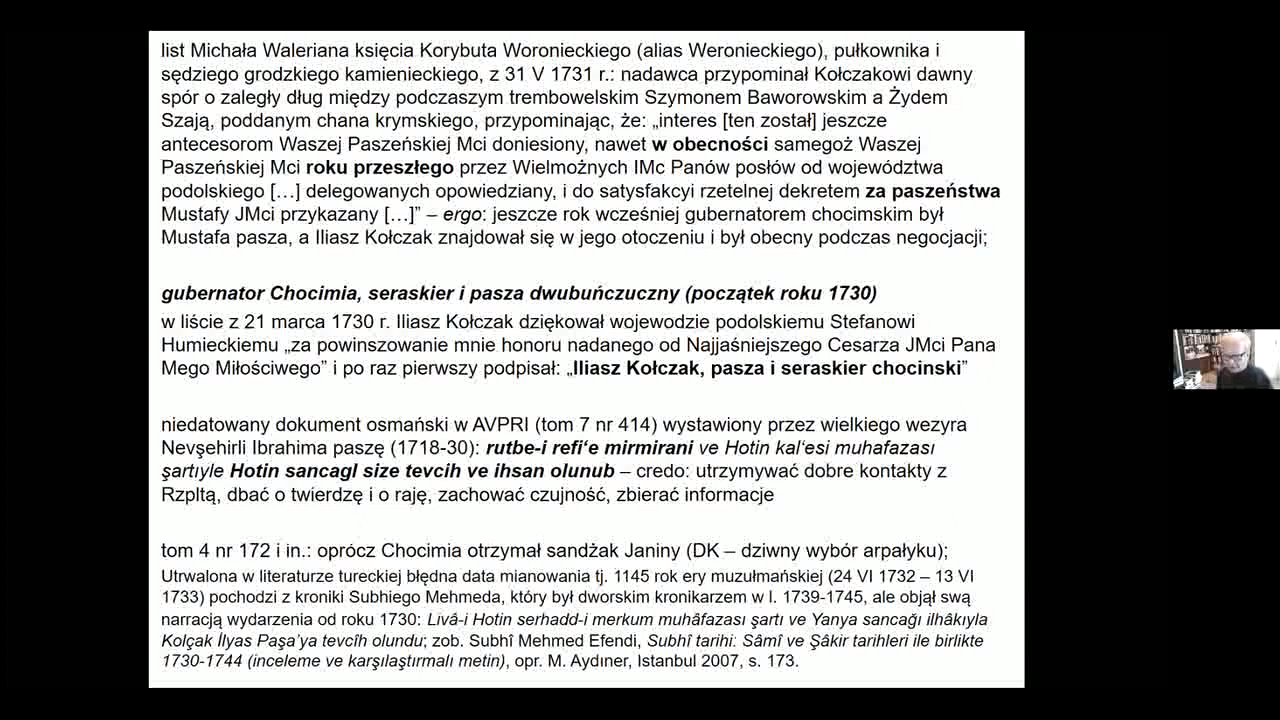 list Michała Waleriana księcia Korybuta Woronieckiego (alias Weronieckiego), pułkownika i
sędziego grodzkiego kamienieckiego, z 31 V 1731 r.: nadawca przypominał Kołczakowi dawny
spór o zaległy dług między podczaszym trembowelskim Szymonem Baworowskim a Żydem
Szają, poddanym chana krymskiego, przypominając, że: „interes [ten został] jeszcze
antecesorom Waszej Paszeńskiej Mci doniesiony, nawet w obecności samegoż Waszej
Paszeńskiej Mci roku przeszłego przez Wielmożnych IMc Panów posłów od województwa
podolskiego […] delegowanych opowiedziany, i do satysfakcyi rzetelnej dekretem za paszeństwa
Mustafy JMci przykazany […]” – ergo: jeszcze rok wcześniej gubernatorem chocimskim był
Mustafa pasza, a Iliasz Kołczak znajdował się w jego otoczeniu i był obecny podczas negocjacji;
gubernator Chocimia, seraskier i pasza dwubuńczuczny (początek roku 1730)
w liście z 21 marca 1730 r. Iliasz Kołczak dziękował wojewodzie podolskiemu Stefanowi
Humieckiemu „za powinszowanie mnie honoru nadanego od Najjaśniejszego Cesarza JMci Pana
Mego Miłościwego” i po raz pierwszy podpisał: „Iliasz Kołczak, pasza i seraskier chocinski”
niedatowany dokument osmański w AVPRI (tom 7 nr 414) wystawiony przez wielkiego wezyra
Nevşehirli Ibrahima paszę (1718-30): rutbe-i refi‘e mirmirani ve Hotin kal‘esi muhafazası
şartıyle Hotin sancagI size tevcih ve ihsan olunub – credo: utrzymywać dobre kontakty z
Rzpltą, dbać o twierdzę i o raję, zachować czujność, zbierać informacje
tom 4 nr 172 i in.: oprócz Chocimia otrzymał sandżak Janiny (DK – dziwny wybór arpałyku);
Utrwalona w literaturze tureckiej błędna data mianowania tj. 1145 rok ery muzułmańskiej (24 VI 1732 – 13 VI
1733) pochodzi z kroniki Subhiego Mehmeda, który był dworskim kronikarzem w l. 1739-1745, ale objął swą
narracją wydarzenia od roku 1730: Livâ-i Hotin serhadd-i merkum muhâfazası şartı ve Yanya sancağı ilhâkıyla
Kolçak İlyas Paşa’ya tevcîh olundu; zob. Subhî Mehmed Efendi, Subhî tarihi: Sâmî ve Şâkir tarihleri ile birlikte
1730-1744 (inceleme ve karşılaştırmalı metin), opr. M. Aydıner, Istanbul 2007, s. 173.